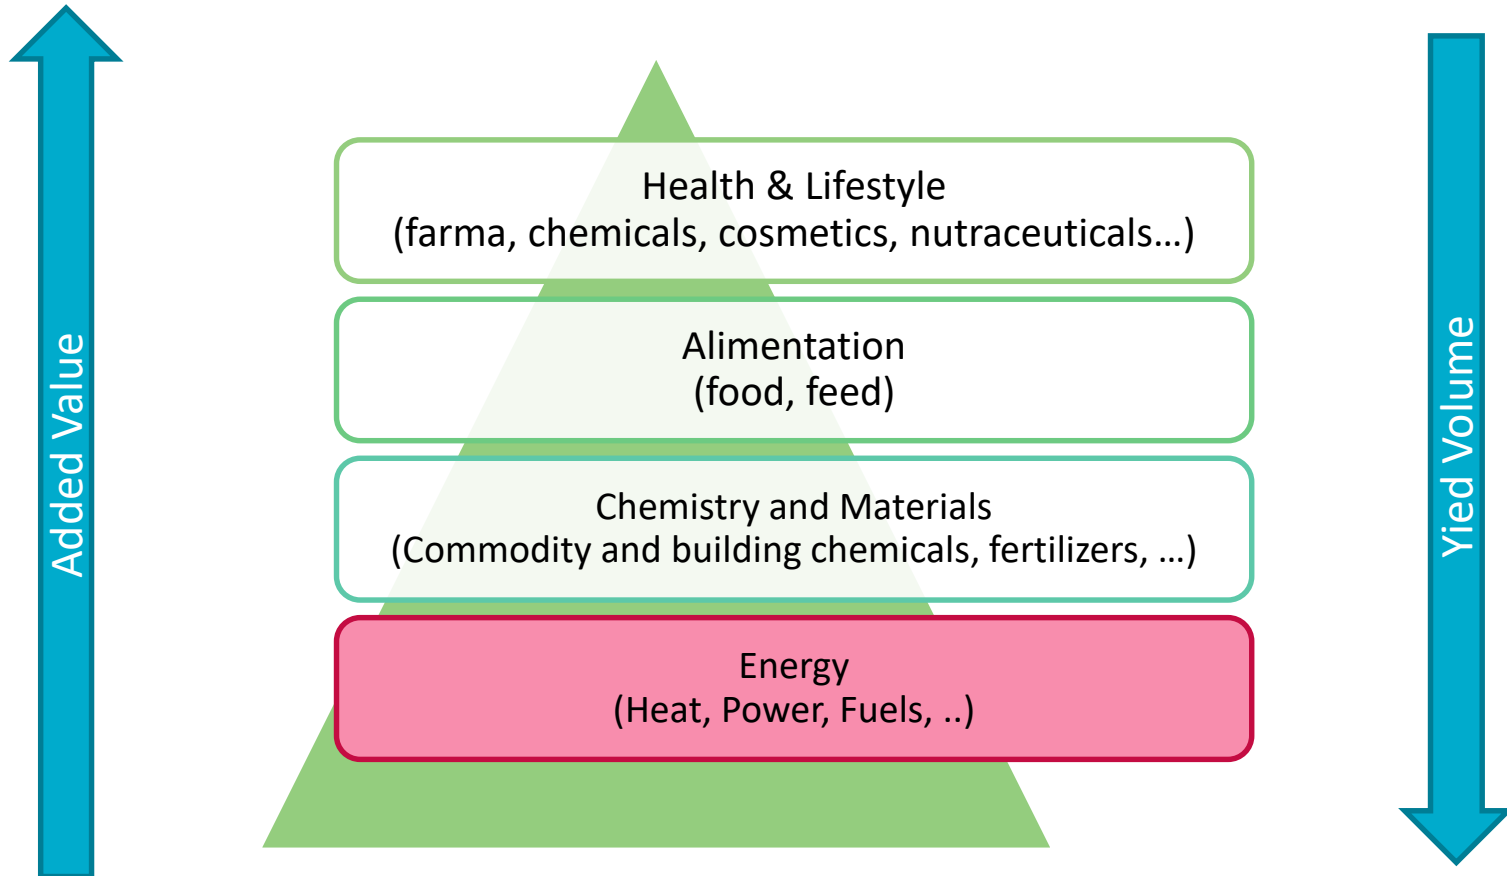 Added Value
Health & Lifestyle
(farma, chemicals, cosmetics, nutraceuticals…)
Alimentation
(food, feed)
Chemistry and Materials
(Commodity and building chemicals, fertilizers, …)
Energy
(Heat, Power, Fuels, ..)
Yied Volume